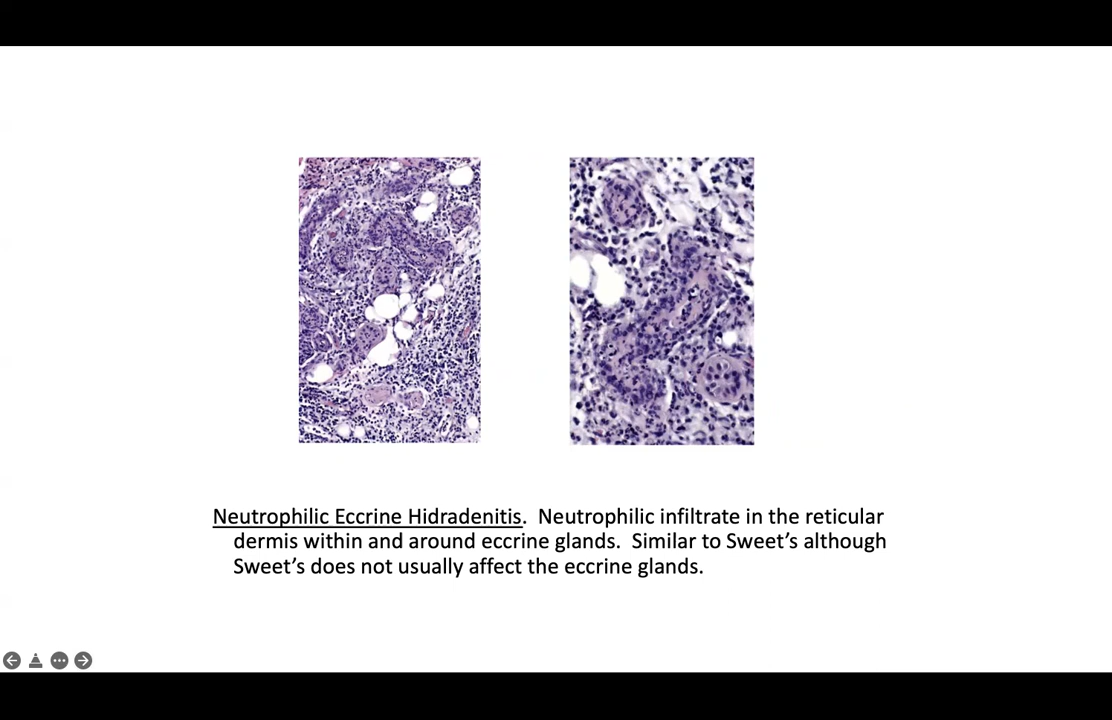 Neutrophilic Eccrine Hidradenitis.  Neutrophilic infiltrate in the reticular
dermis within and around eccrine glands.  Similar to Sweet’s although
Sweet’s does not usually affect the eccrine glands.